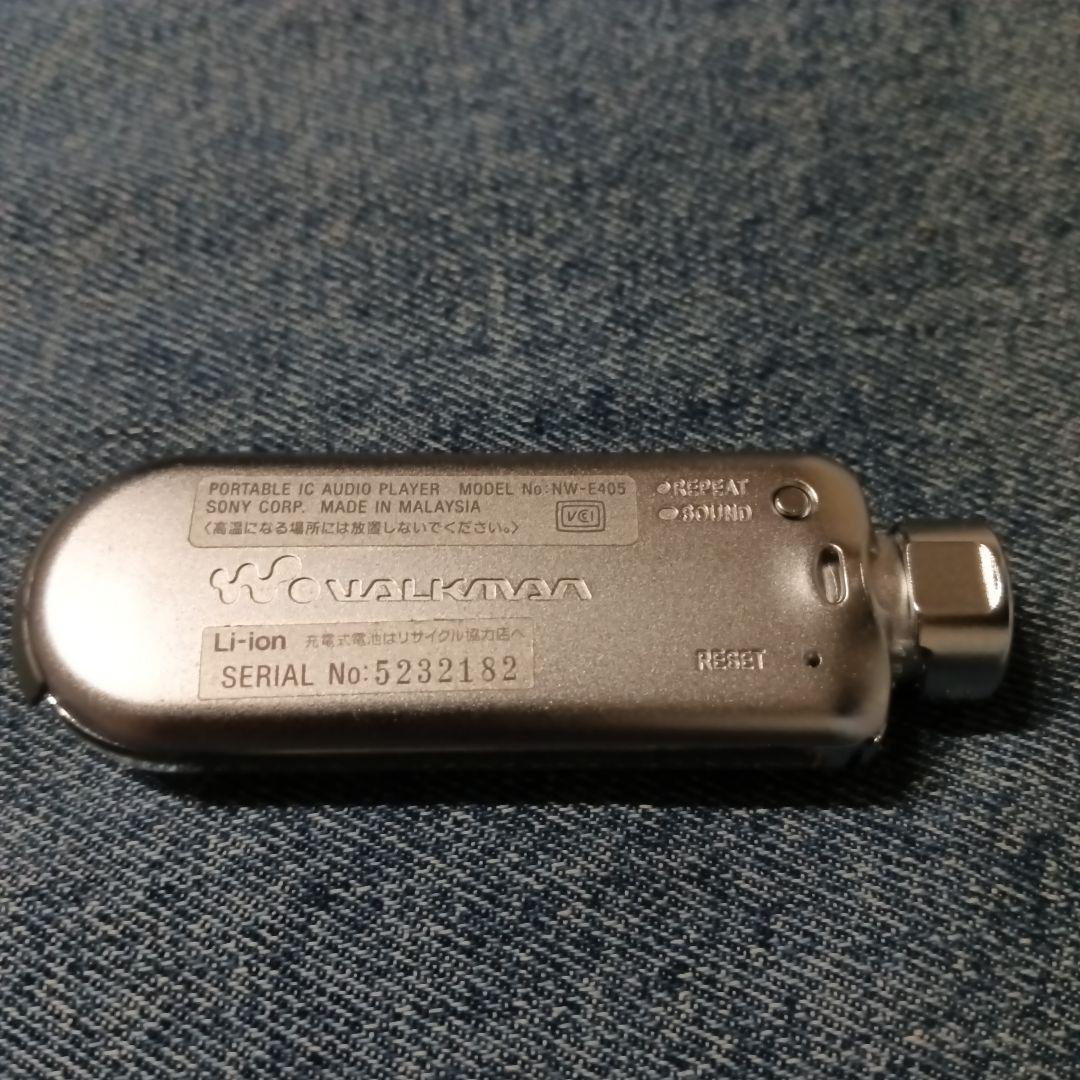 PORTABLE IC AUDIO PLAYER MODEL No:NW-E405
SONY CORP. MADE IN MALAYSIA
〈高温になる場所には放置しないでください。〉
VCI
WALKMAN
Li-ion 充電式電池はリサイクル協力店へ
SERIAL No:5232182
REPEAT
SOUND
RESET